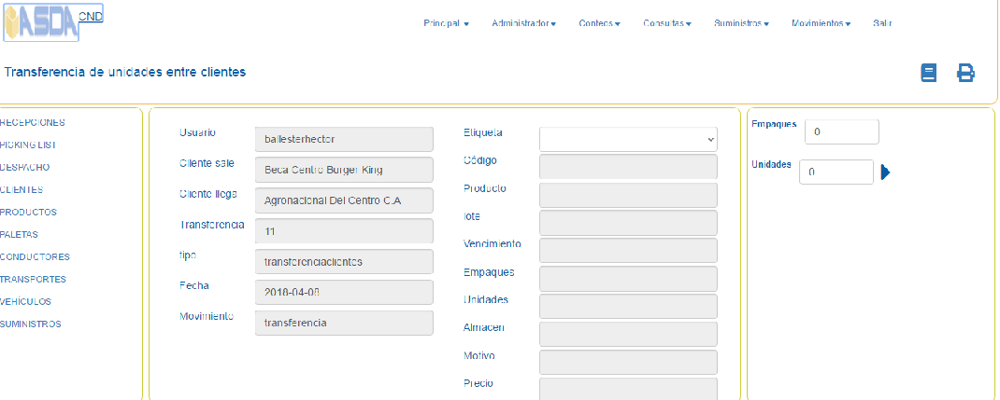 ASDA CND
Principal Administrador Conteos Consultas Suministros Movimientos Salir
Transferencia de unidades entre clientes
RECEPCIONES
PICKING LIST
DESPACHO
CLIENTES
PRODUCTOS
PALETAS
CONDUCTORES
TRANSPORTES
VEHÍCULOS
SUMINISTROS
Usuario ballesterhector
Cliente sale Beca Centro Burger King
Cliente llega Agronacional Del Centro C.A
Transferencia 11
tipo transferenciaclientes
Fecha 2018-04-08
Movimiento transferencia
Etiqueta
Código
Producto
lote
Vencimiento
Empaques
Unidades
Almacen
Motivo
Precio
Empaques 0
Unidades 0